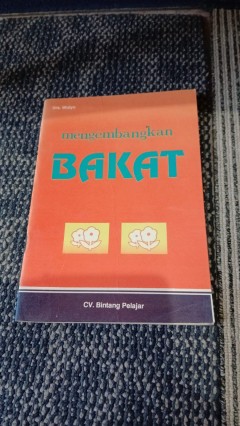 mengembangkan
BAKAT
CV. Bintang Pelajar